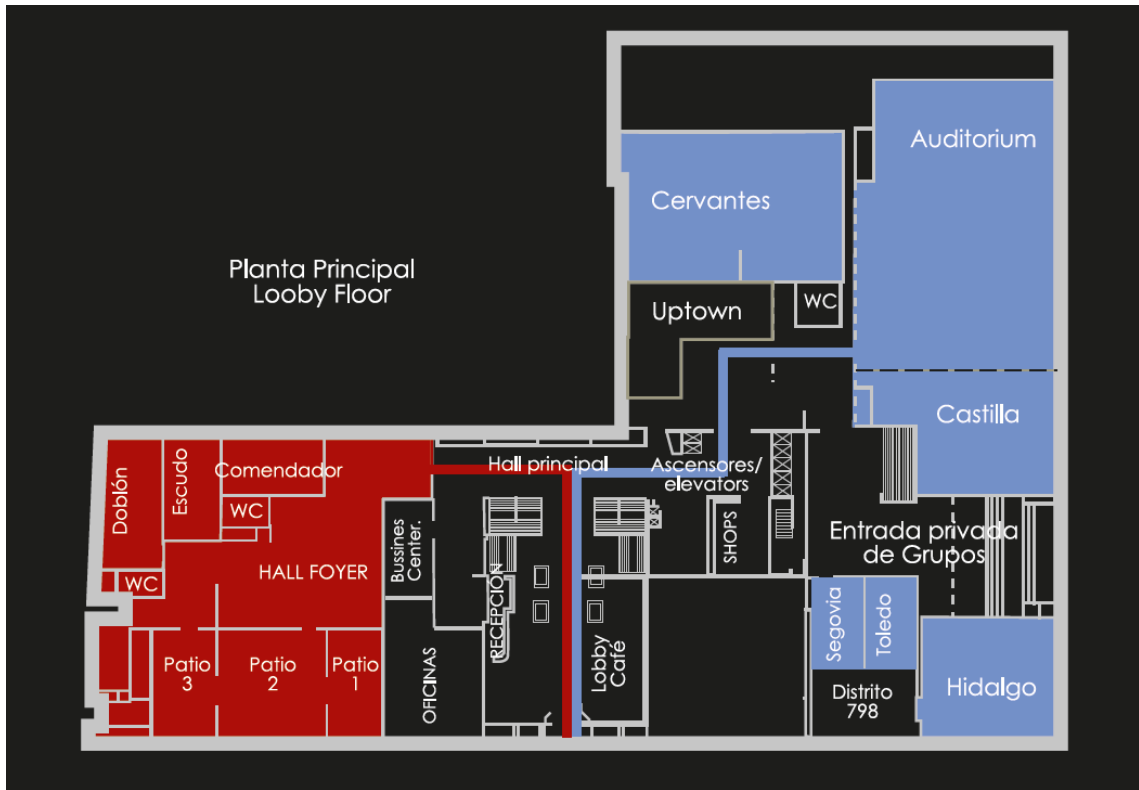 Auditorium
Cervantes
Planta Principal
Looby Floor
Uptown
WC
Castilla
Hall principal
Ascensores/
elevators
Doblón
Escudo
Comendador
WC
WC
HALL FOYER
Bussines
Center.
RECEPCIÓN
SHOPS
Entrada privada
de Grupos
Segovia
Toledo
Patio
3
Patio
2
Patio
1
OFICINAS
Lobby
Café
Distrito
798
Hidalgo